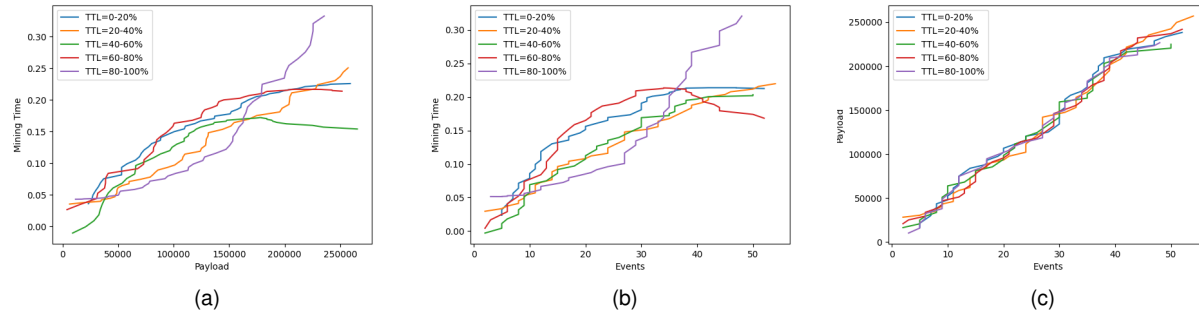 TTL=0-20%
TTL=20-40%
TTL=40-60%
TTL=60-80%
TTL=80-100%
0.30
0.25
0.20
0.15
0.10
0.05
0.00
Mining Time
0 50000 100000 150000 200000 250000
Payload
(a)
TTL=0-20%
TTL=20-40%
TTL=40-60%
TTL=60-80%
TTL=80-100%
0.30
0.25
0.20
0.15
0.10
0.05
0.00
Mining Time
0 10 20 30 40 50
Events
(b)
TTL=0-20%
TTL=20-40%
TTL=40-60%
TTL=60-80%
TTL=80-100%
250000
200000
150000
100000
50000
0
Payload
0 10 20 30 40 50
Events
(c)